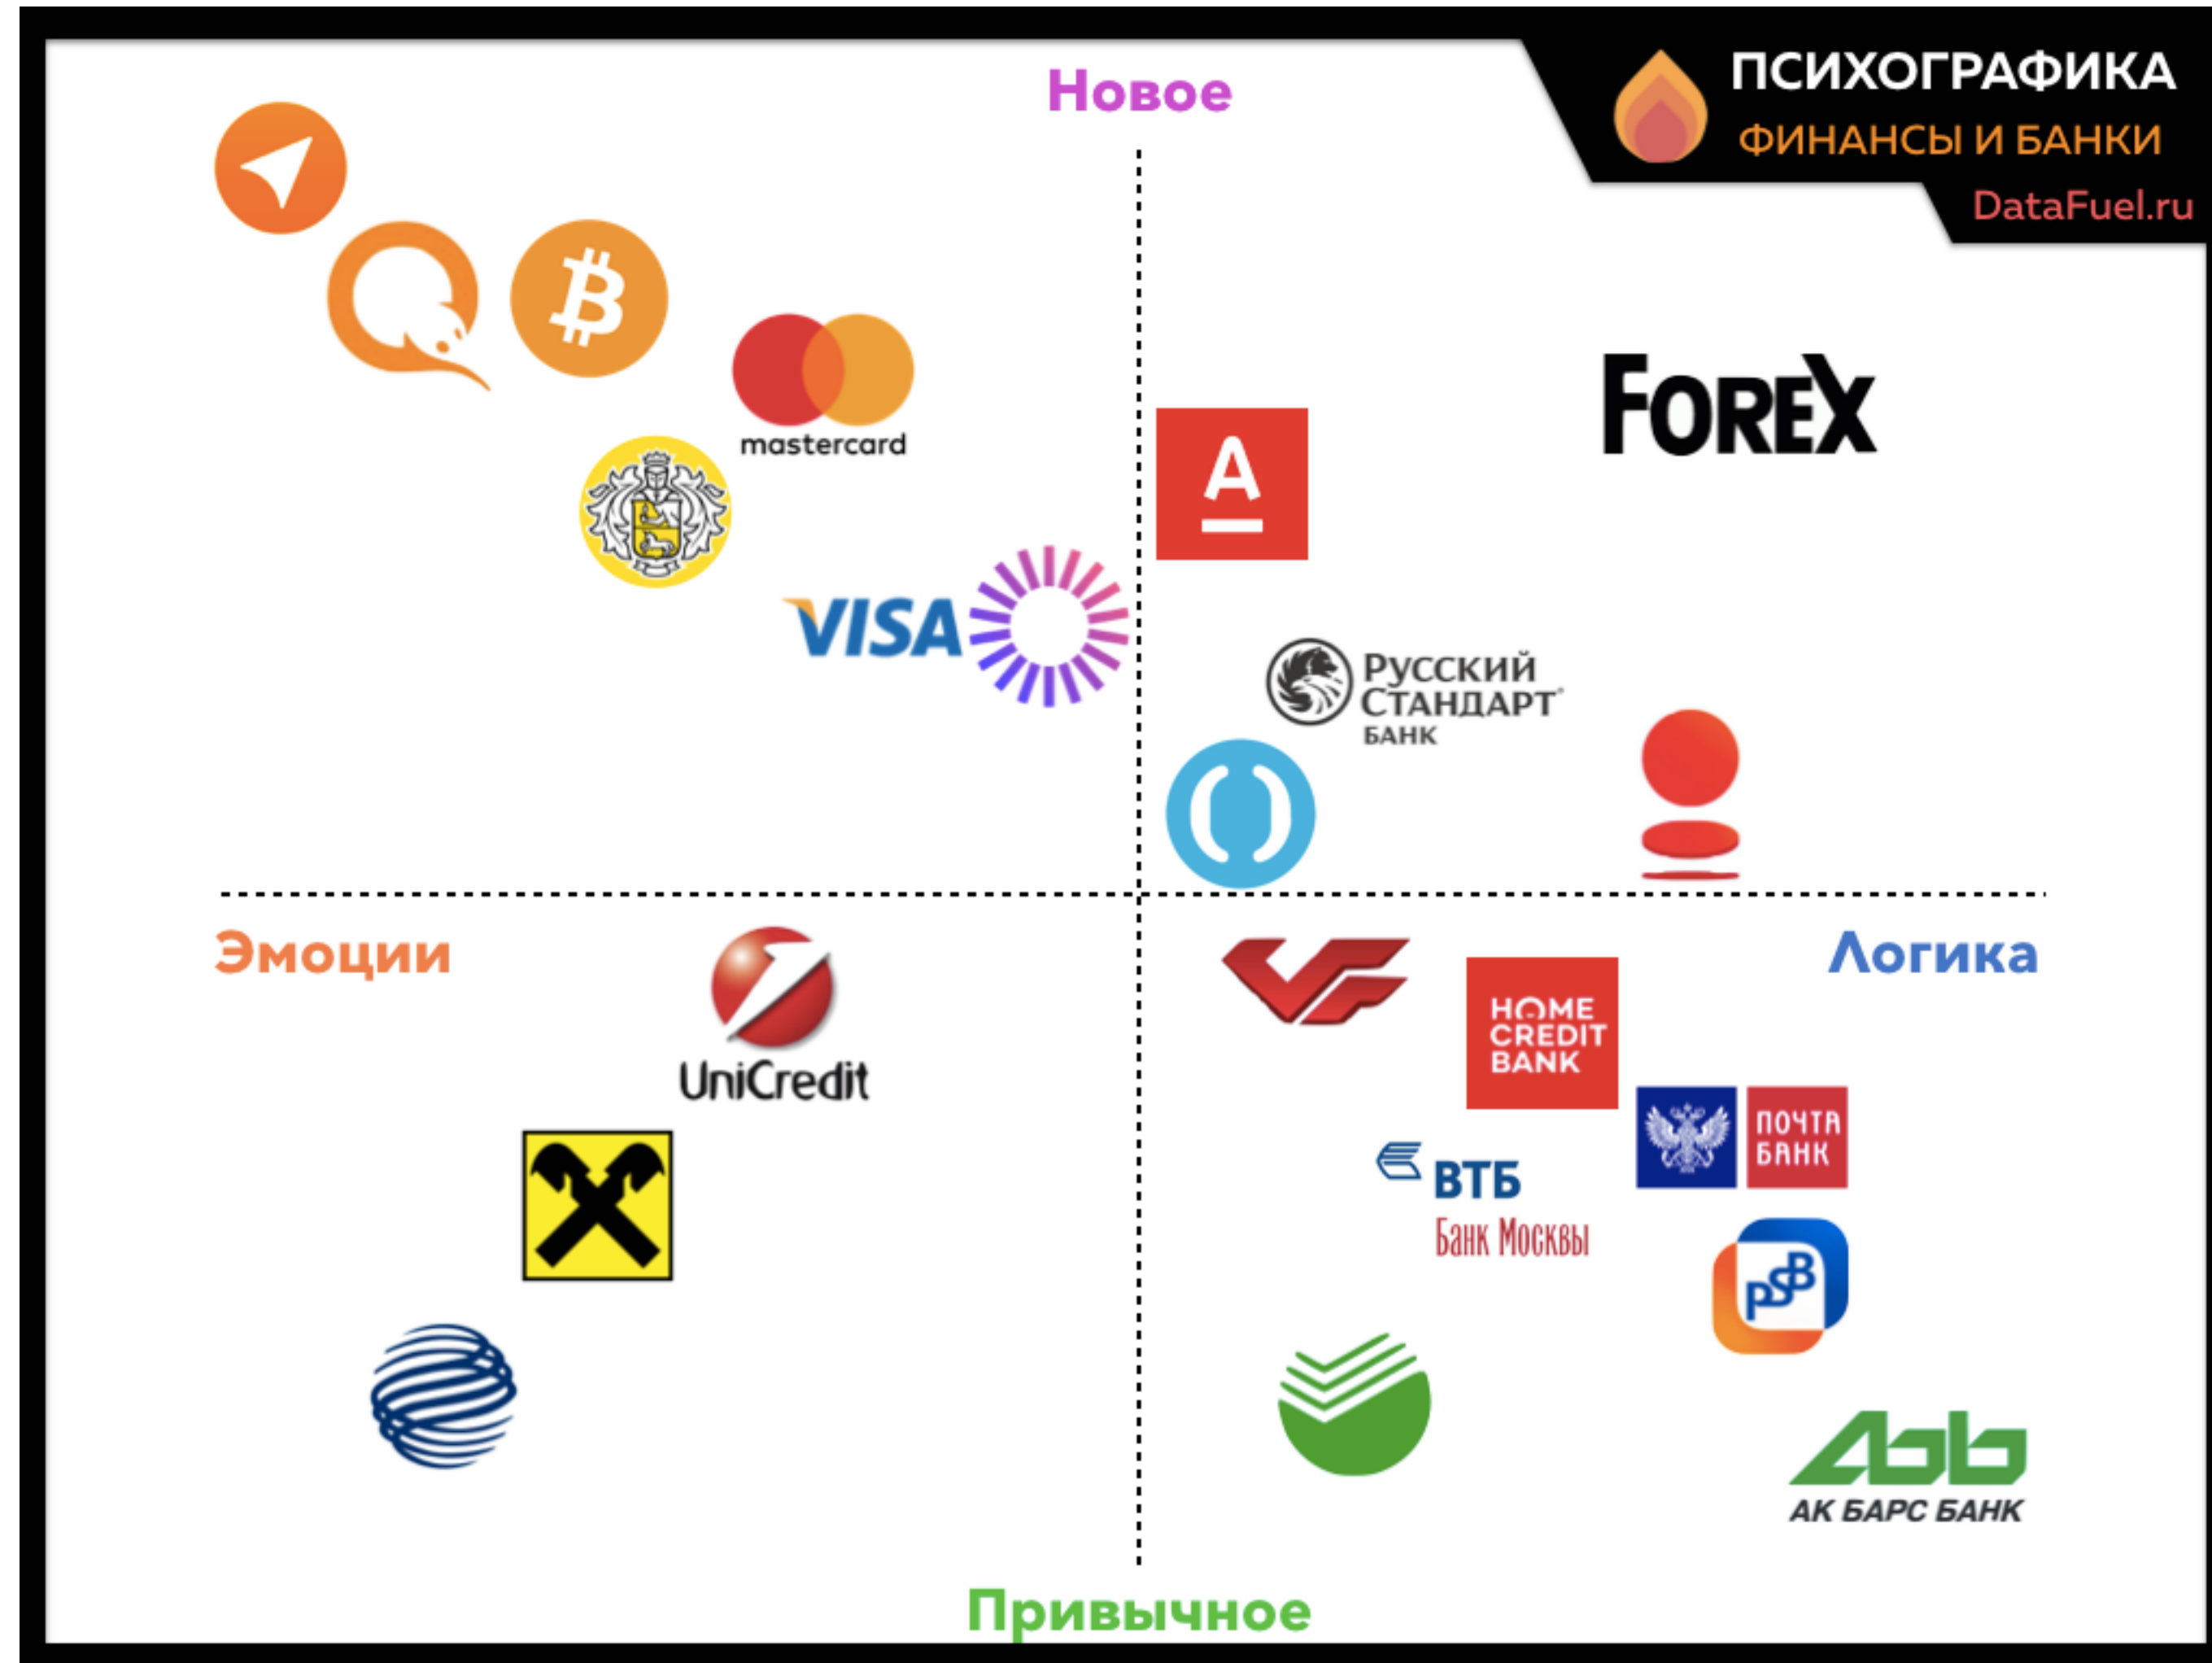 Новое
ПСИХОГРАФИКА
ФИНАНСЫ И БАНКИ
DataFuel.ru
mastercard
FOREX
A
VISA
РУССКИЙ
СТАНДАРТ
БАНК
Эмоции
Логика
UniCredit
HOME
CREDIT
BANK
ПОЧТА
БАНК
ВТБ
Банк Москвы
PSB
АК БАРС БАНК
Привычное